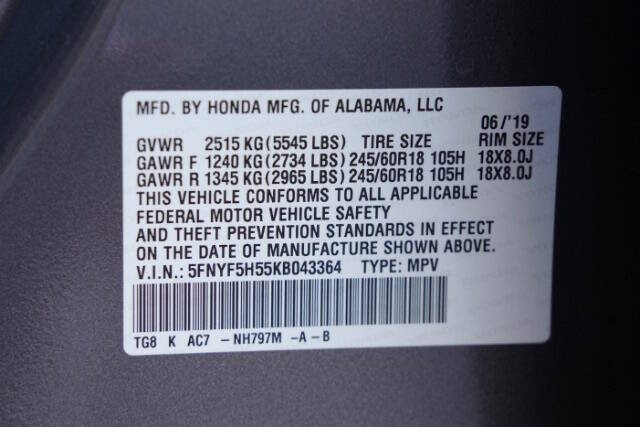 MFD. BY HONDA MFG. OF ALABAMA, LLC
06/'19
GVWR 2515 KG(5545 LBS) TIRE SIZE RIM SIZE
GAWR F 1240 KG(2734 LBS) 245/60R18 105H 18X8.0J
GAWR R 1345 KG(2965 LBS) 245/60R18 105H 18X8.0J
THIS VEHICLE CONFORMS TO ALL APPLICABLE
FEDERAL MOTOR VEHICLE SAFETY
AND THEFT PREVENTION STANDARDS IN EFFECT
ON THE DATE OF MANUFACTURE SHOWN ABOVE.
V.I.N.: 5FNYF5H55KB043364 TYPE: MPV
TG8 K AC7 -NH797M -A-B